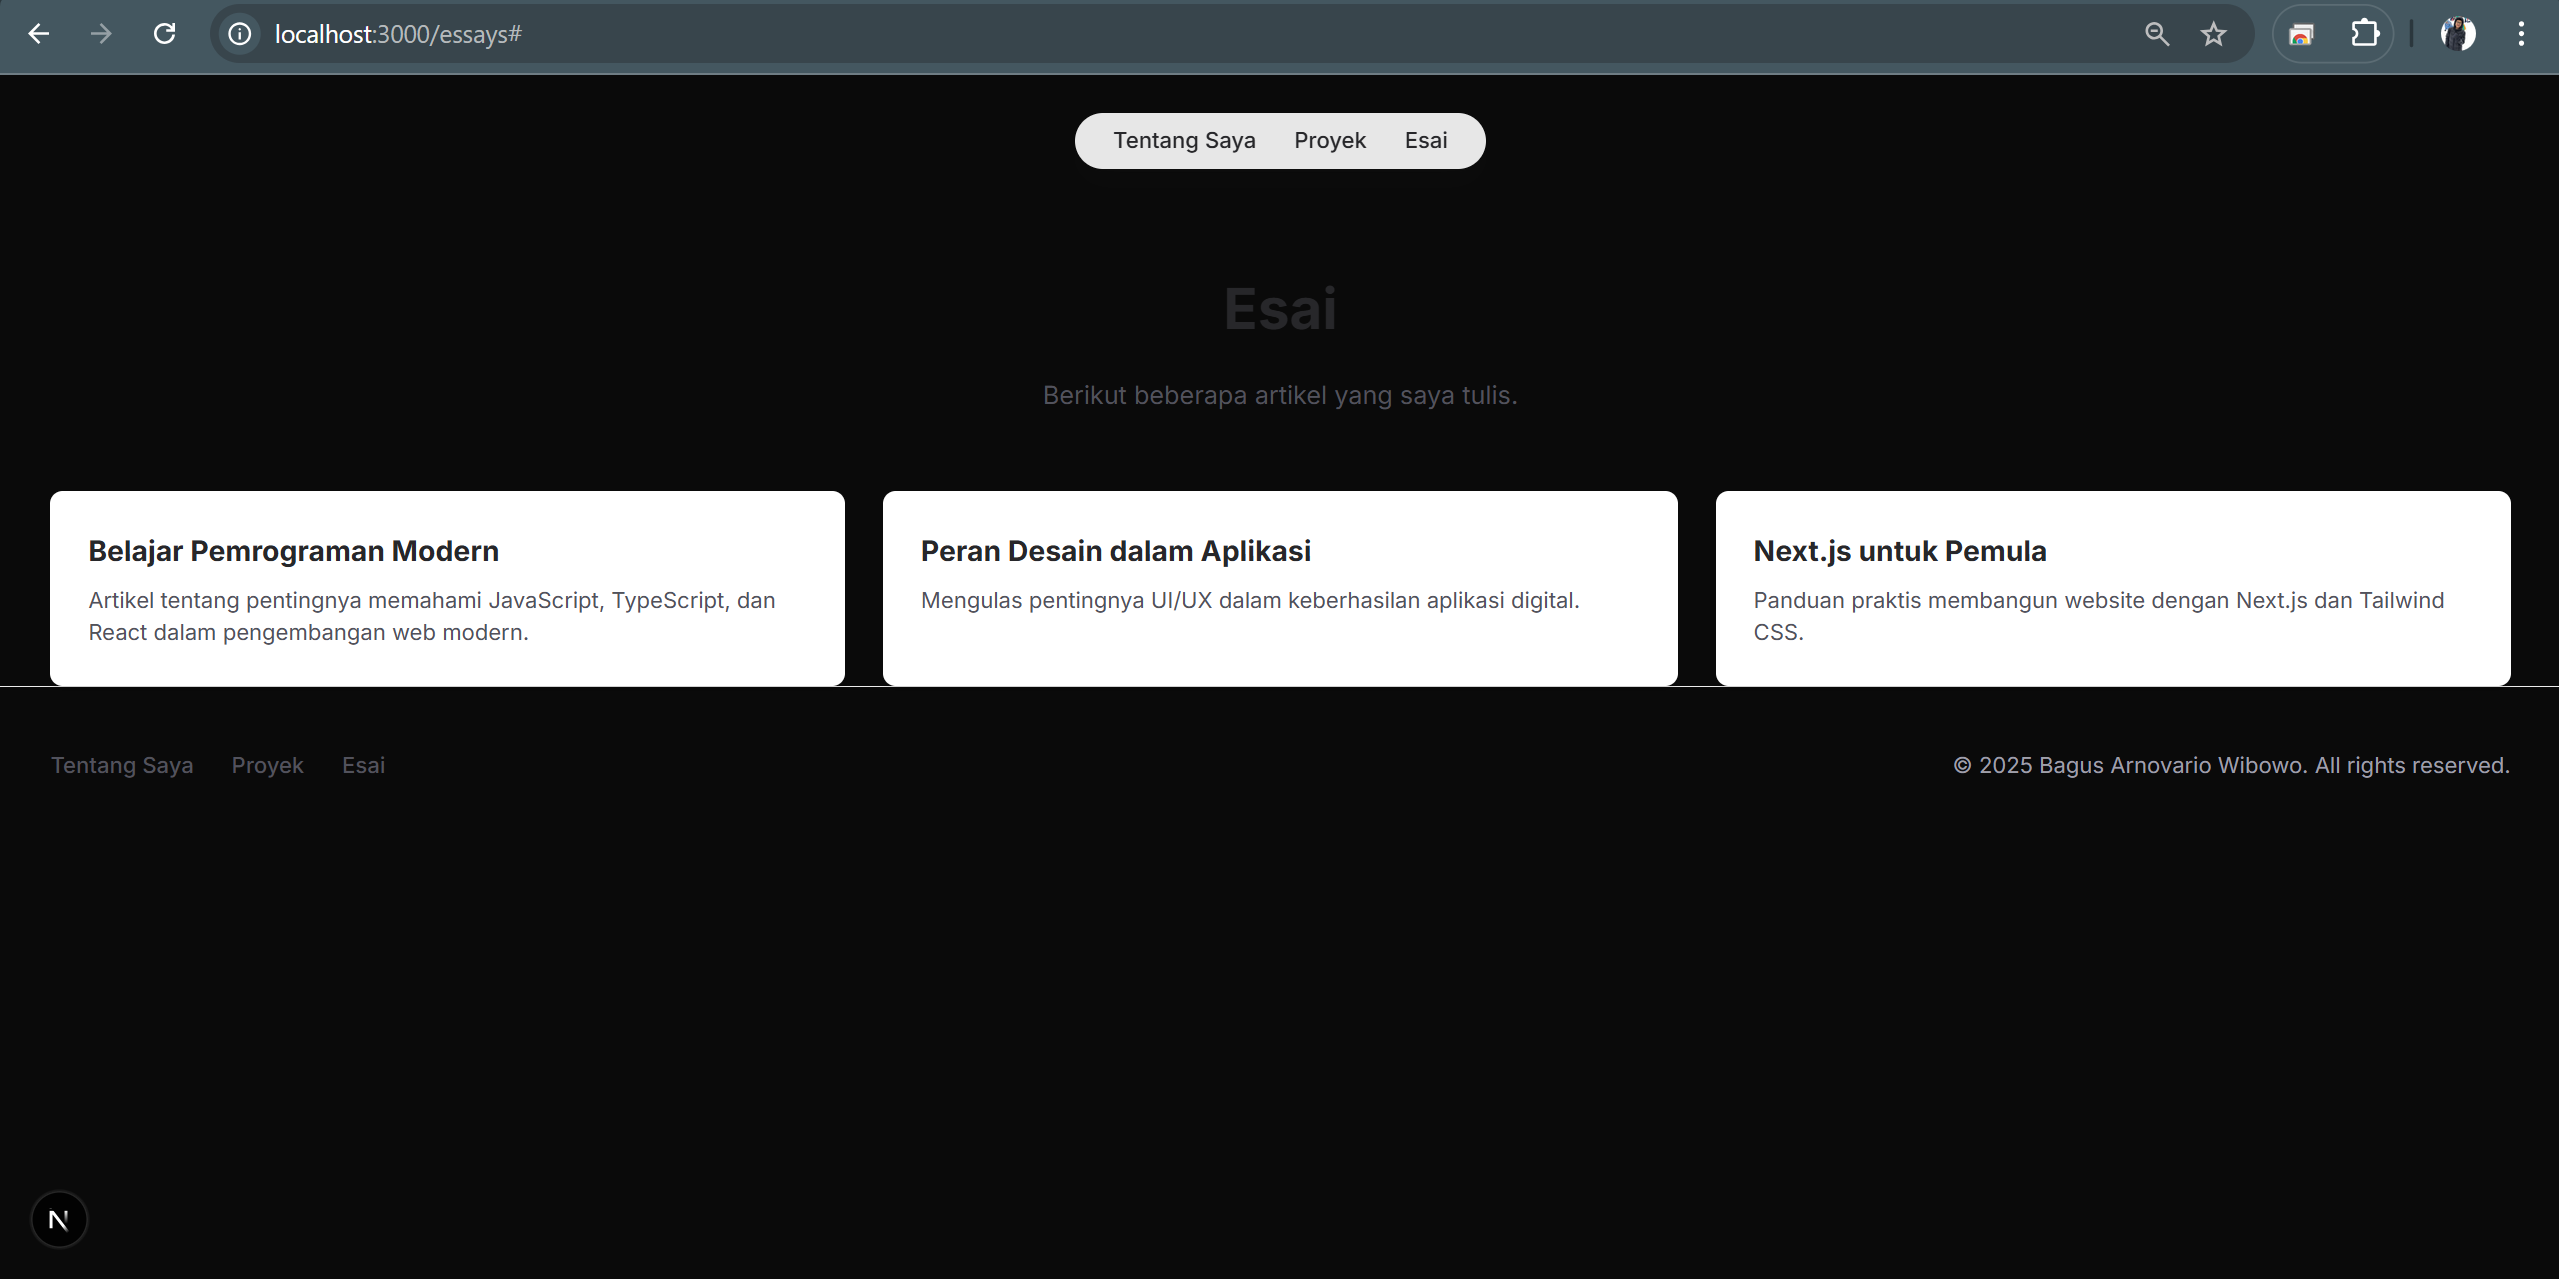 localhost:3000/essays#
Tentang Saya Proyek Esai
Esai
Berikut beberapa artikel yang saya tulis.
Belajar Pemrograman Modern
Artikel tentang pentingnya memahami JavaScript, TypeScript, dan
React dalam pengembangan web modern.
Peran Desain dalam Aplikasi
Mengulas pentingnya UI/UX dalam keberhasilan aplikasi digital.
Next.js untuk Pemula
Panduan praktis membangun website dengan Next.js dan Tailwind
CSS.
Tentang Saya Proyek Esai
© 2025 Bagus Arnovario Wibowo. All rights reserved.
N